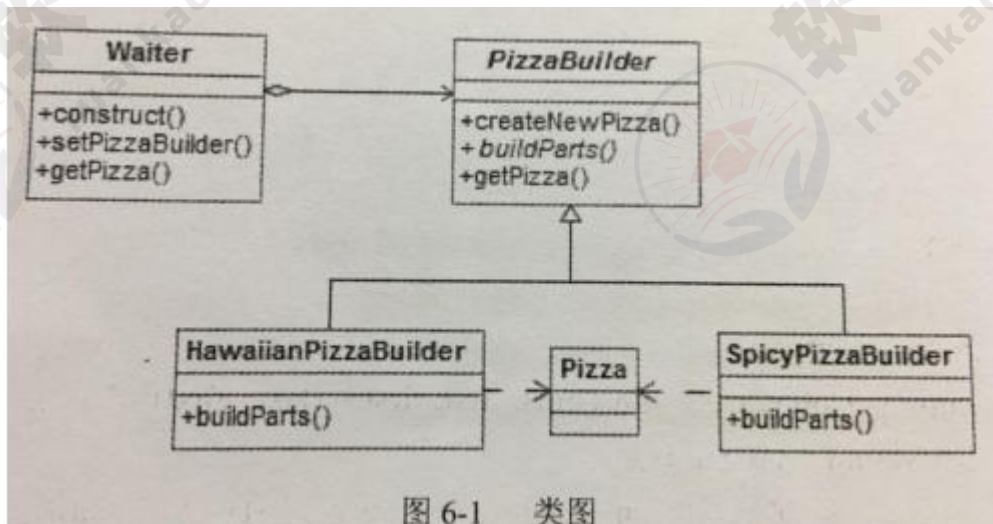 Waiter
+construct()
+setPizzaBuilder()
+getPizza()
PizzaBuilder
+createNewPizza()
+ buildParts()
+getPizza()
HawaiianPizzaBuilder
+buildParts()
Pizza
SpicyPizzaBuilder
+buildParts()
图 6-1 类图